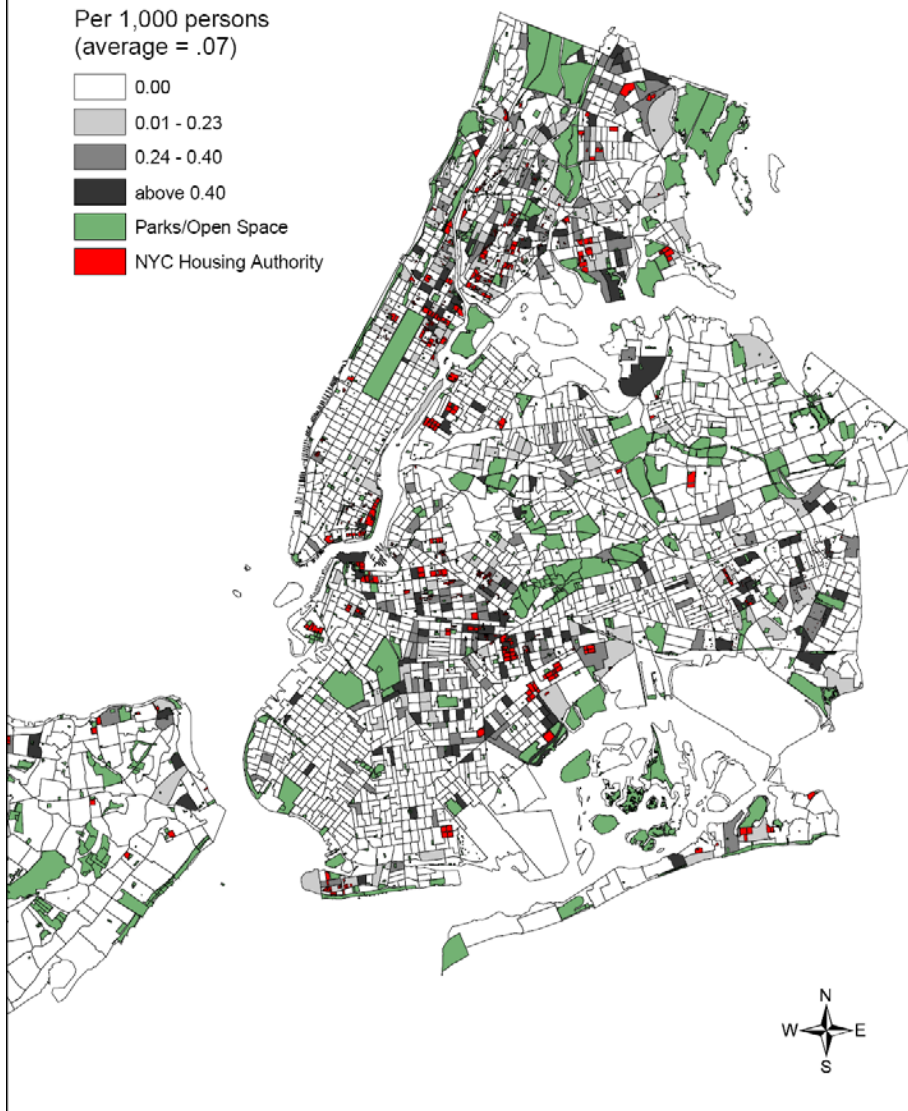 Per 1,000 persons
(average = .07)
0.00
0.01 - 0.23
0.24 - 0.40
above 0.40
Parks/Open Space
NYC Housing Authority
N
W E
S